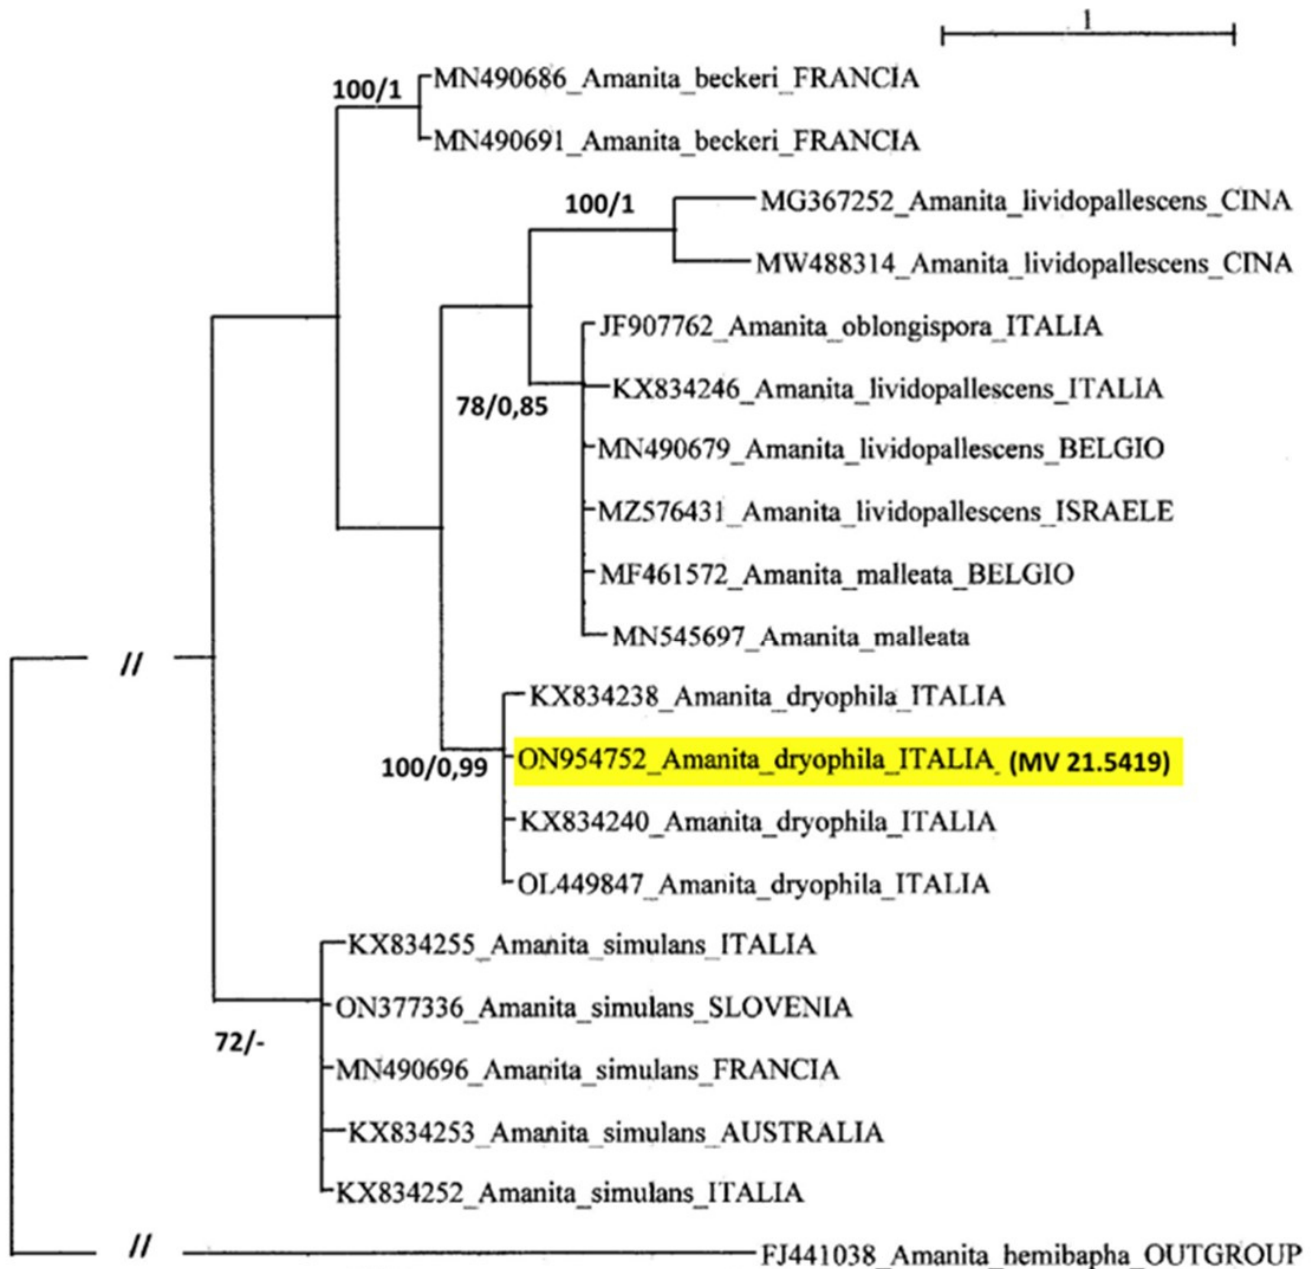 1
MN490686_Amanita_beckeri_FRANCIA
100/1
MN490691_Amanita_beckeri_FRANCIA
MG367252_Amanita_lividopallescens_CINA
100/1
MW488314_Amanita_lividopallescens_CINA
JF907762_Amanita_oblongispora_ITALIA
KX834246_Amanita_lividopallescens_ITALIA
78/0,85
MN490679_Amanita_lividopallescens_BELGIO
MZ576431_Amanita_lividopallescens_ISRAELE
MF461572_Amanita_malleata_BELGIO
MN545697_Amanita_malleata
//
KX834238_Amanita_dryophila_ITALIA
ON954752_Amanita_dryophila_ITALIA_(MV 21.5419)
100/0,99
KX834240_Amanita_dryophila_ITALIA
OL449847_Amanita_dryophila_ITALIA
KX834255_Amanita_simulans_ITALIA
ON377336_Amanita_simulans_SLOVENIA
72/-
MN490696_Amanita_simulans_FRANCIA
KX834253_Amanita_simulans_AUSTRALIA
KX834252_Amanita_simulans_ITALIA
//
FJ441038_Amanita_hemibapha_OUTGROUP